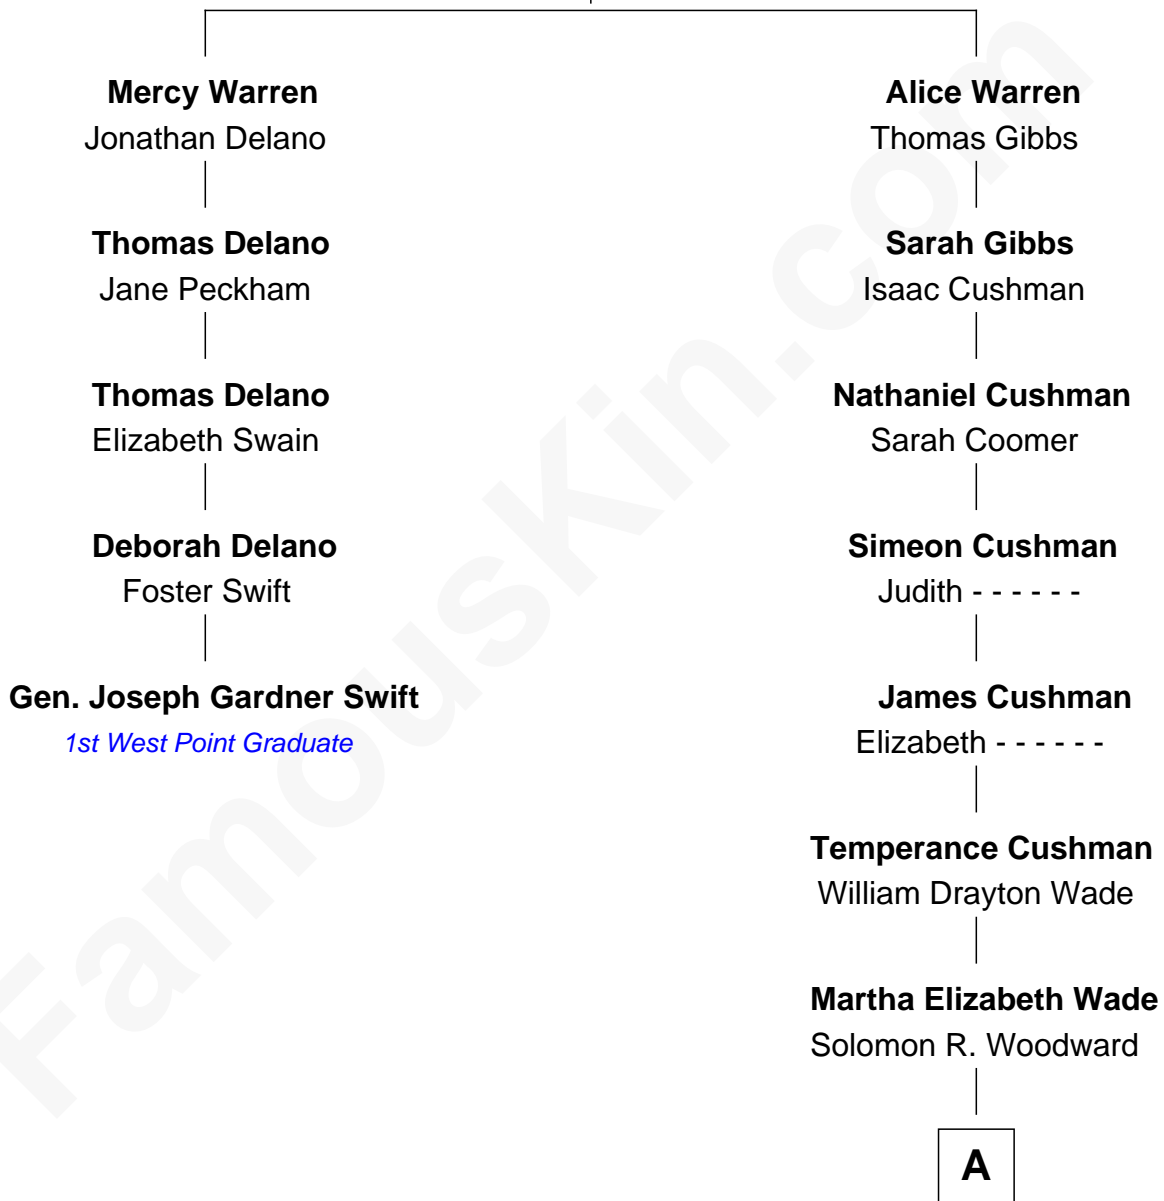 Mercy Warren
Jonathan Delano
Thomas Delano
Jane Peckham
Thomas Delano
Elizabeth Swain
Deborah Delano
Foster Swift
Gen. Joseph Gardner Swift
1st West Point Graduate
Alice Warren
Thomas Gibbs
Sarah Gibbs
Isaac Cushman
Nathaniel Cushman
Sarah Coomer
Simeon Cushman
Judith - - - - - -
James Cushman
Elizabeth - - - - - -
Temperance Cushman
William Drayton Wade
Martha Elizabeth Wade
Solomon R. Woodward
A
FamousKin.com